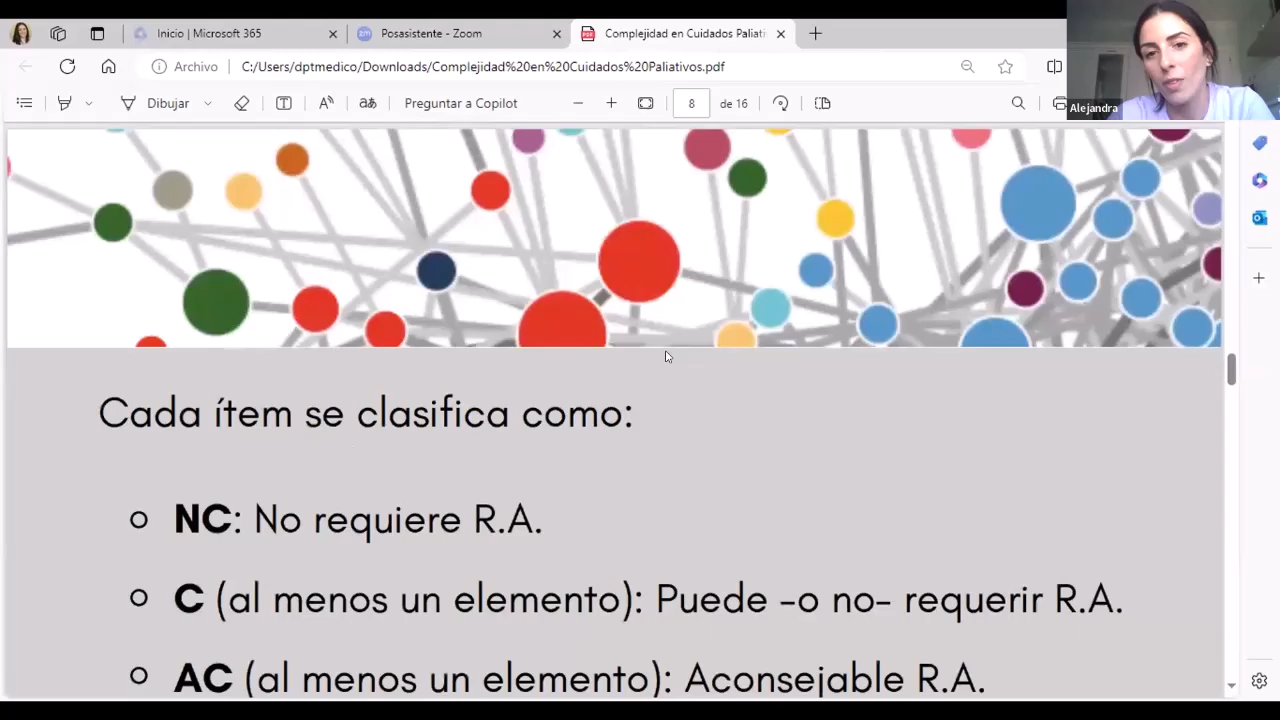 Inicio | Microsoft 365
Posasistente - Zoom
Complejidad en Cuidados Paliati
Archivo
C:/Users/dptmedico/Downloads/Complejidad%20en%20Cuidados%20Paliativos.pdf
Dibujar
Preguntar a Copilot
8
de 16
Alejandra
Cada ítem se clasifica como:
NC: No requiere R.A.
C (al menos un elemento): Puede -o no- requerir R.A.
AC (al menos un elemento): Aconsejable R.A.